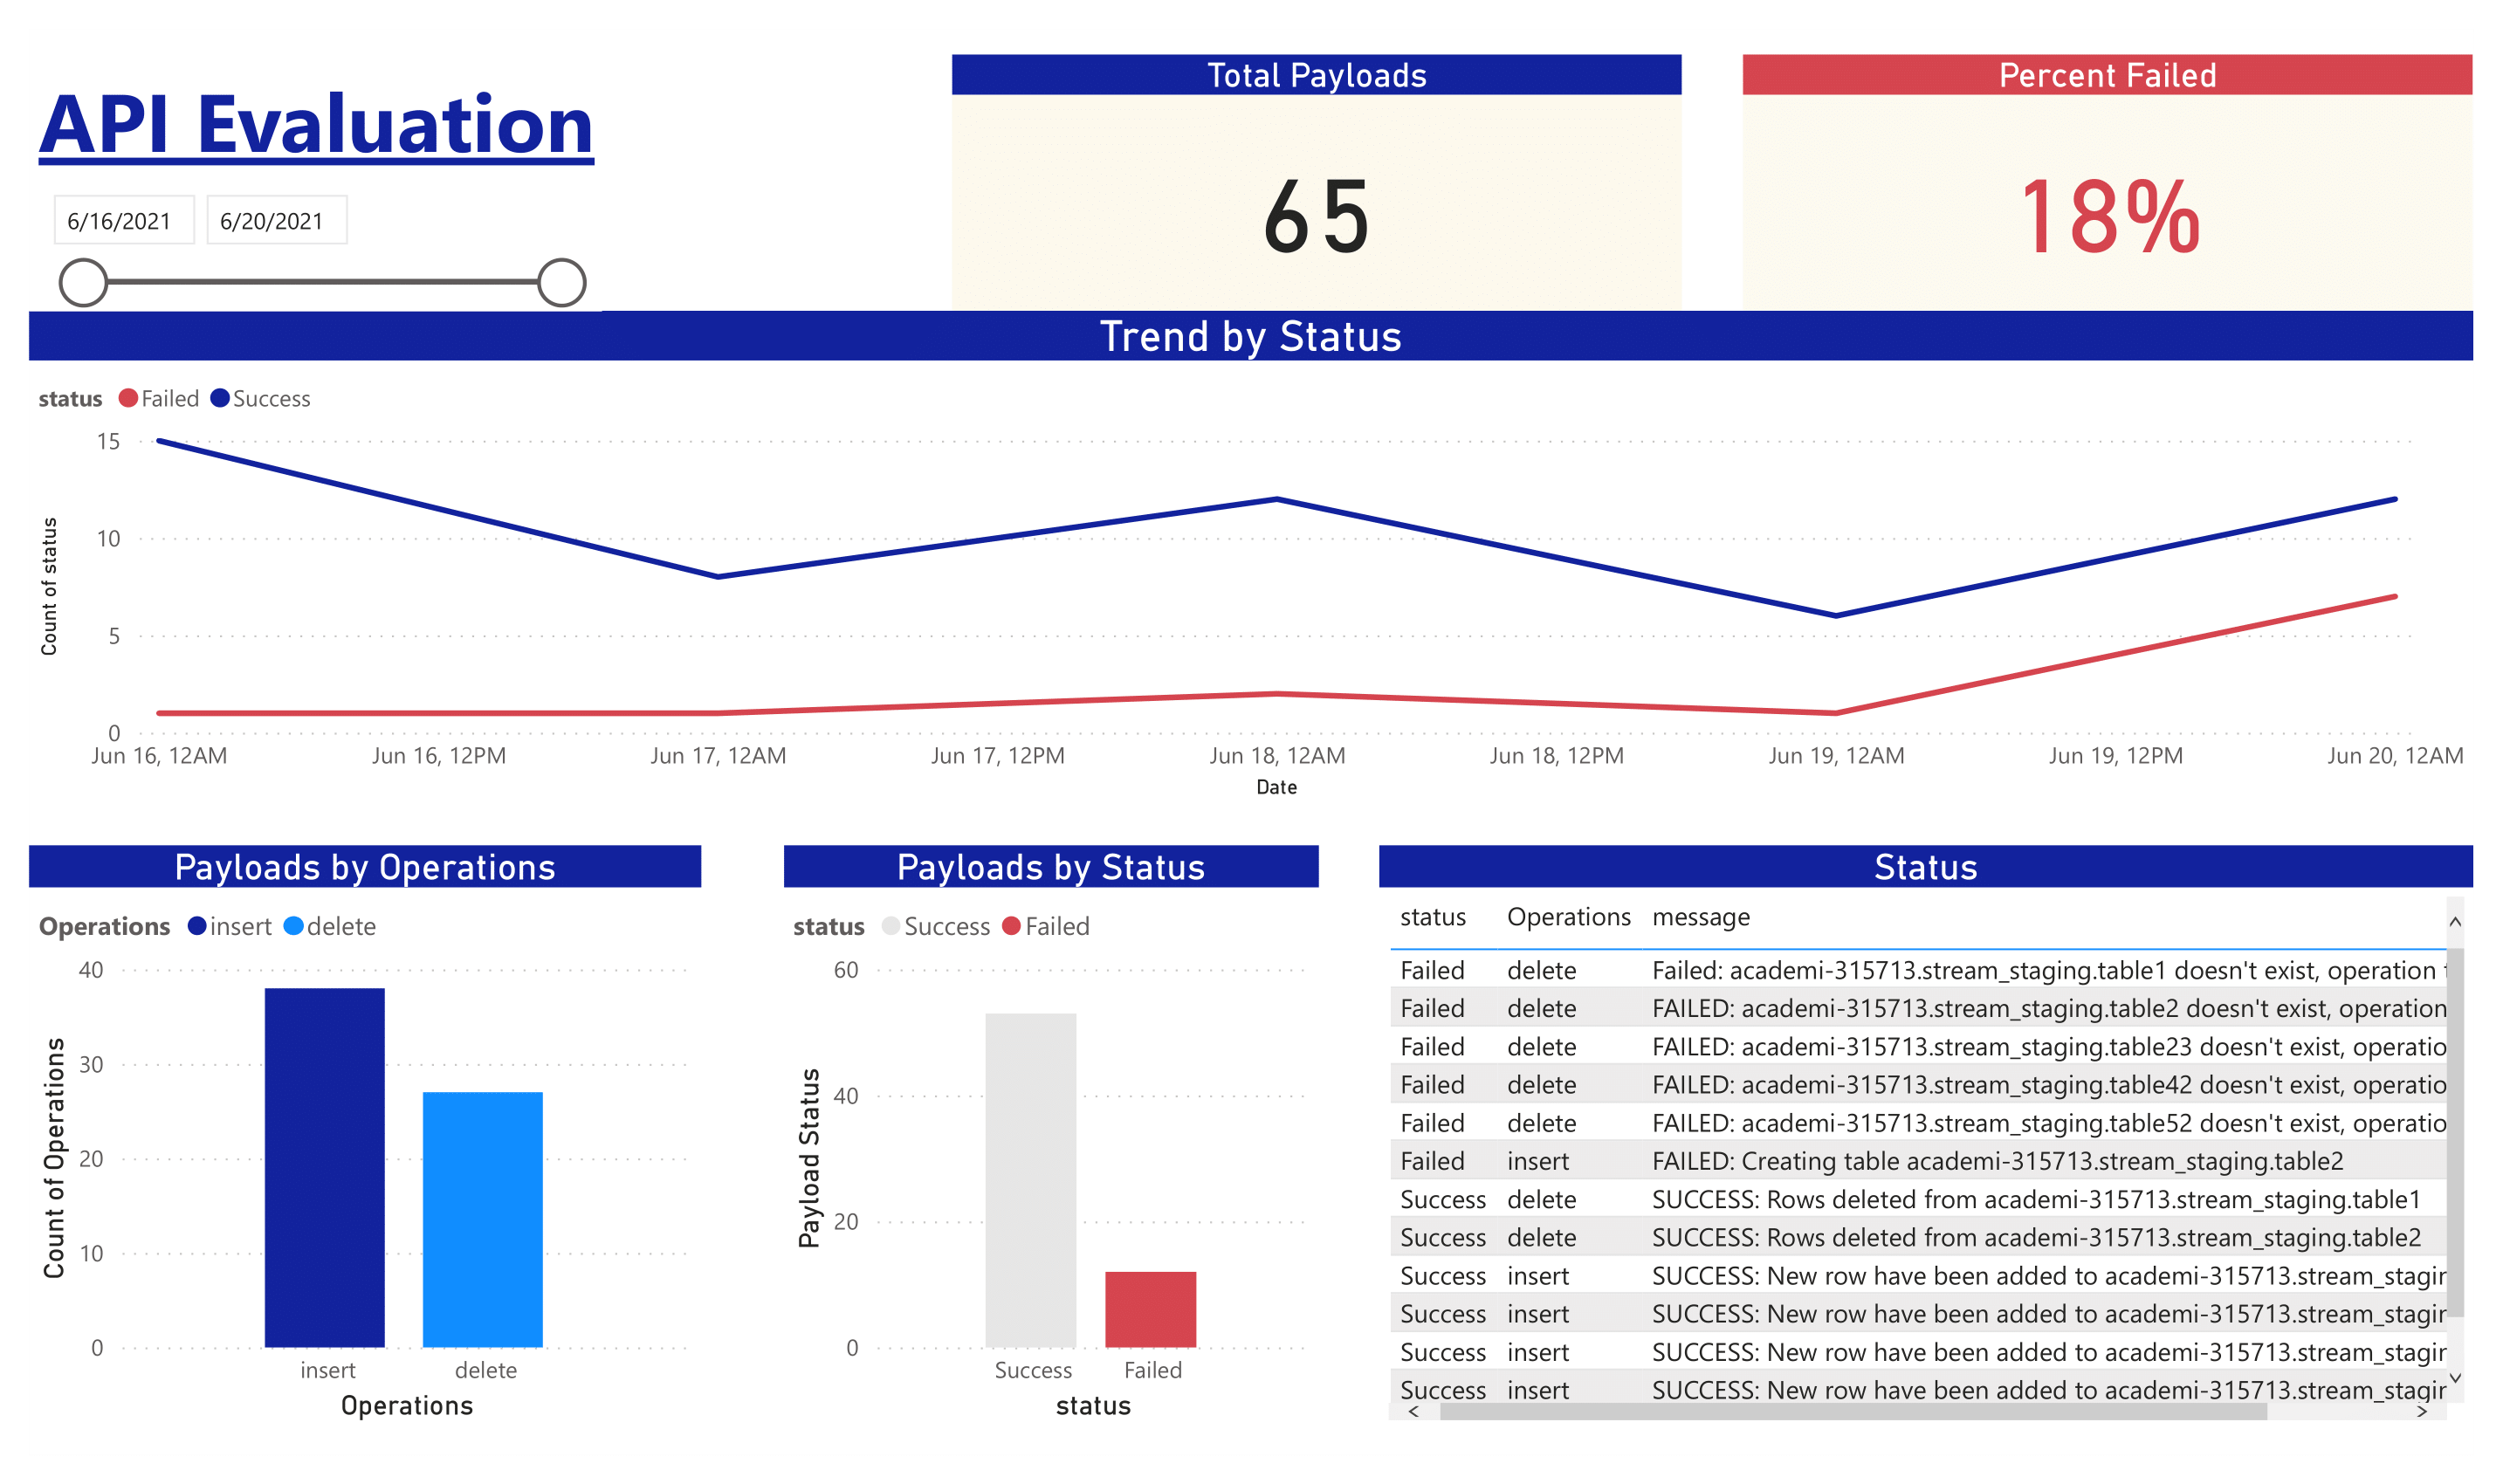 API Evaluation
6/16/2021 6/20/2021
Total Payloads
65
Percent Failed
18%
Trend by Status
status Failed Success
Count of status
15
10
5
0
Jun 16, 12AM Jun 16, 12PM Jun 17, 12AM Jun 17, 12PM Jun 18, 12AM Jun 18, 12PM Jun 19, 12AM Jun 19, 12PM Jun 20, 12AM
Date
Payloads by Operations
Operations insert delete
Count of Operations
40
30
20
10
0
insert delete
Operations
Payloads by Status
status Success Failed
Payload Status
60
40
20
0
Success Failed
status
Status
status Operations message
Failed delete Failed: academi-315713.stream_staging.table1 doesn't exist, operation
Failed delete FAILED: academi-315713.stream_staging.table2 doesn't exist, operation
Failed delete FAILED: academi-315713.stream_staging.table23 doesn't exist, operatio
Failed delete FAILED: academi-315713.stream_staging.table42 doesn't exist, operatio
Failed delete FAILED: academi-315713.stream_staging.table52 doesn't exist, operatio
Failed insert FAILED: Creating table academi-315713.stream_staging.table2
Success delete SUCCESS: Rows deleted from academi-315713.stream_staging.table1
Success delete SUCCESS: Rows deleted from academi-315713.stream_staging.table2
Success insert SUCCESS: New row have been added to academi-315713.stream_stagin
Success insert SUCCESS: New row have been added to academi-315713.stream_stagin
Success insert SUCCESS: New row have been added to academi-315713.stream_stagin
Success insert SUCCESS: New row have been added to academi-315713.stream_stagin